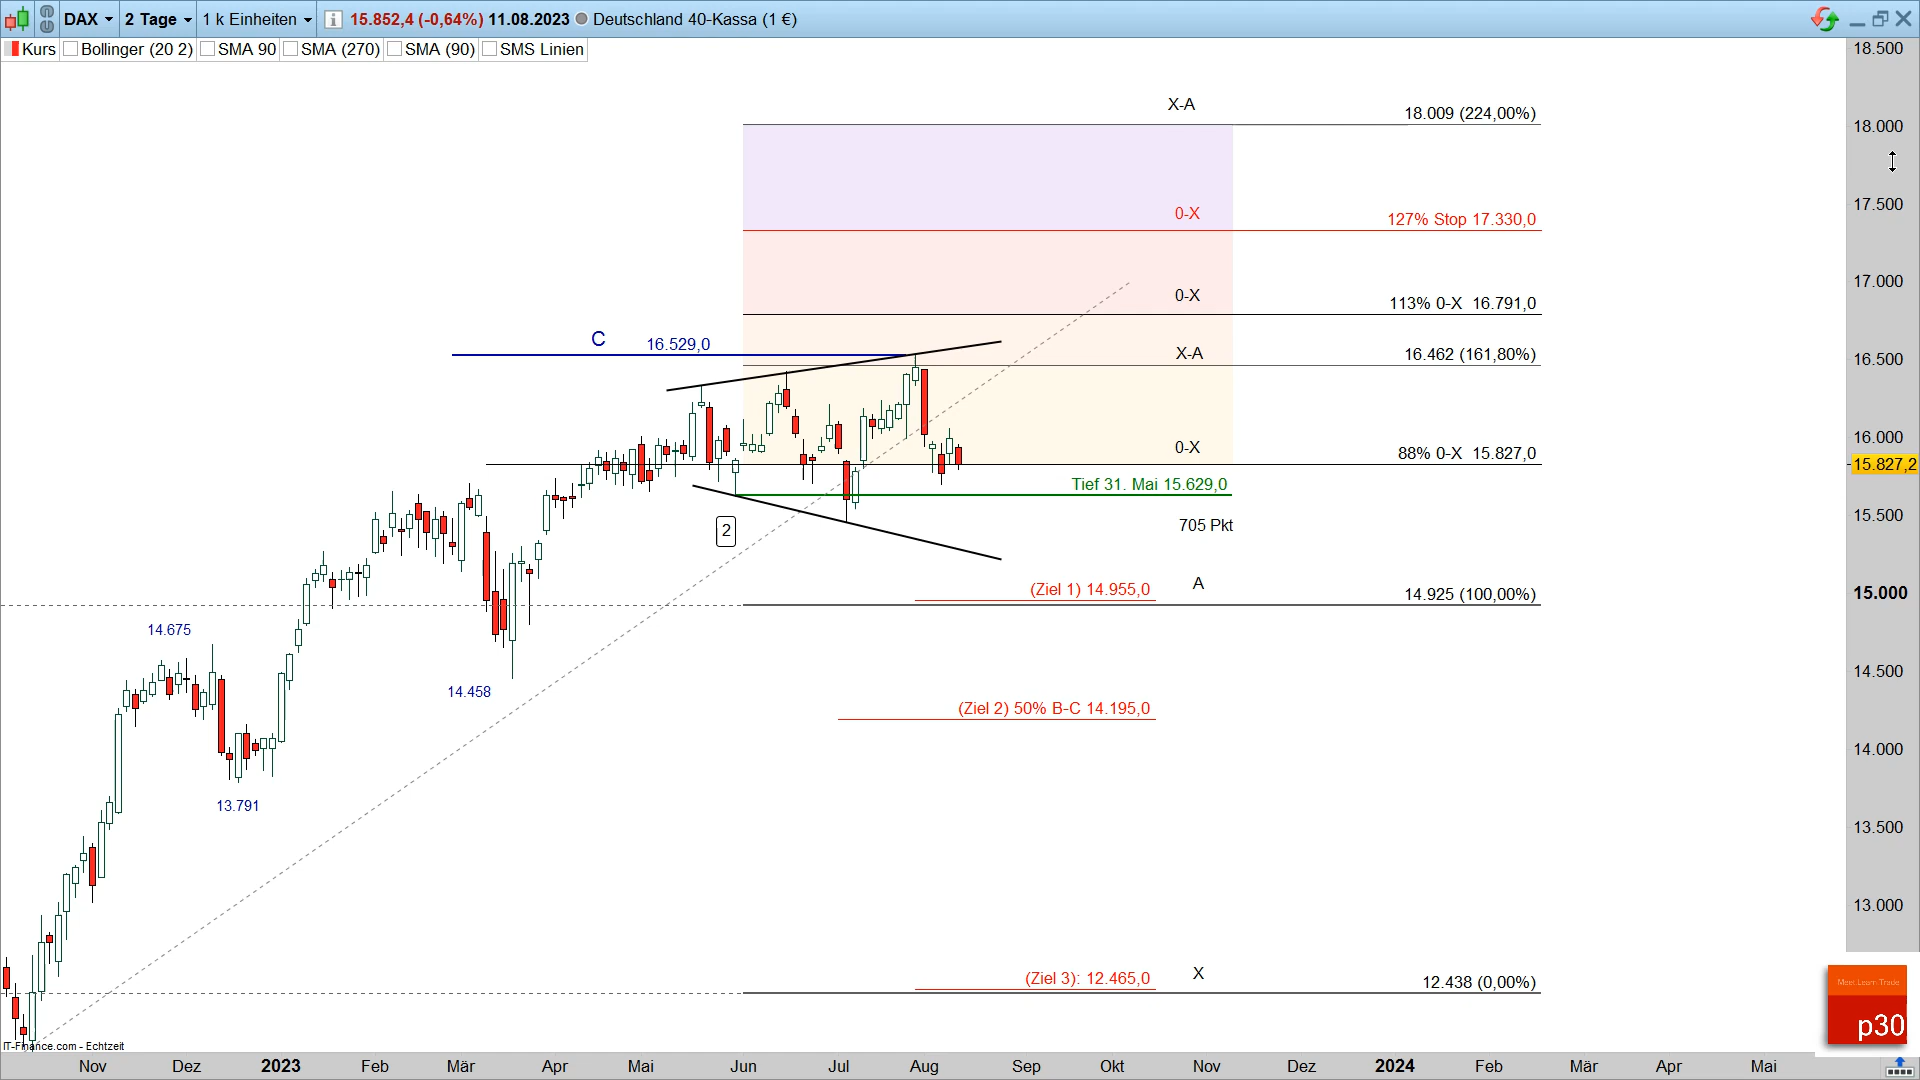 DAX 2 Tage 1 k Einheiten i 15.852,4 (-0,64%) 11.08.2023 Deutschland 40-Kassa (1 €)
Kurs Bollinger (20 2) SMA 90 SMA (270) SMA (90) SMS Linien
18.500
X-A 18.009 (224,00%)
18.000
17.500
0-X 127% Stop 17.330,0
17.000
0-X 113% 0-X 16.791,0
C 16.529,0
X-A 16.462 (161,80%)
16.500
16.000
0-X 88% 0-X 15.827,0
15.827,2
Tief 31. Mai 15.629,0
15.500
2 705 Pkt
(Ziel 1) 14.955,0 A 14.925 (100,00%)
15.000
14.675
14.500
14.458
(Ziel 2) 50% B-C 14.195,0
14.000
13.791
13.500
13.000
(Ziel 3): 12.465,0 X 12.438 (0,00%)
Meet.Learn.Trade
p30
IT-Finance.com - Echtzeit
Nov Dez 2023 Feb Mär Apr Mai Jun Jul Aug Sep Okt Nov Dez 2024 Feb Mär Apr Mai